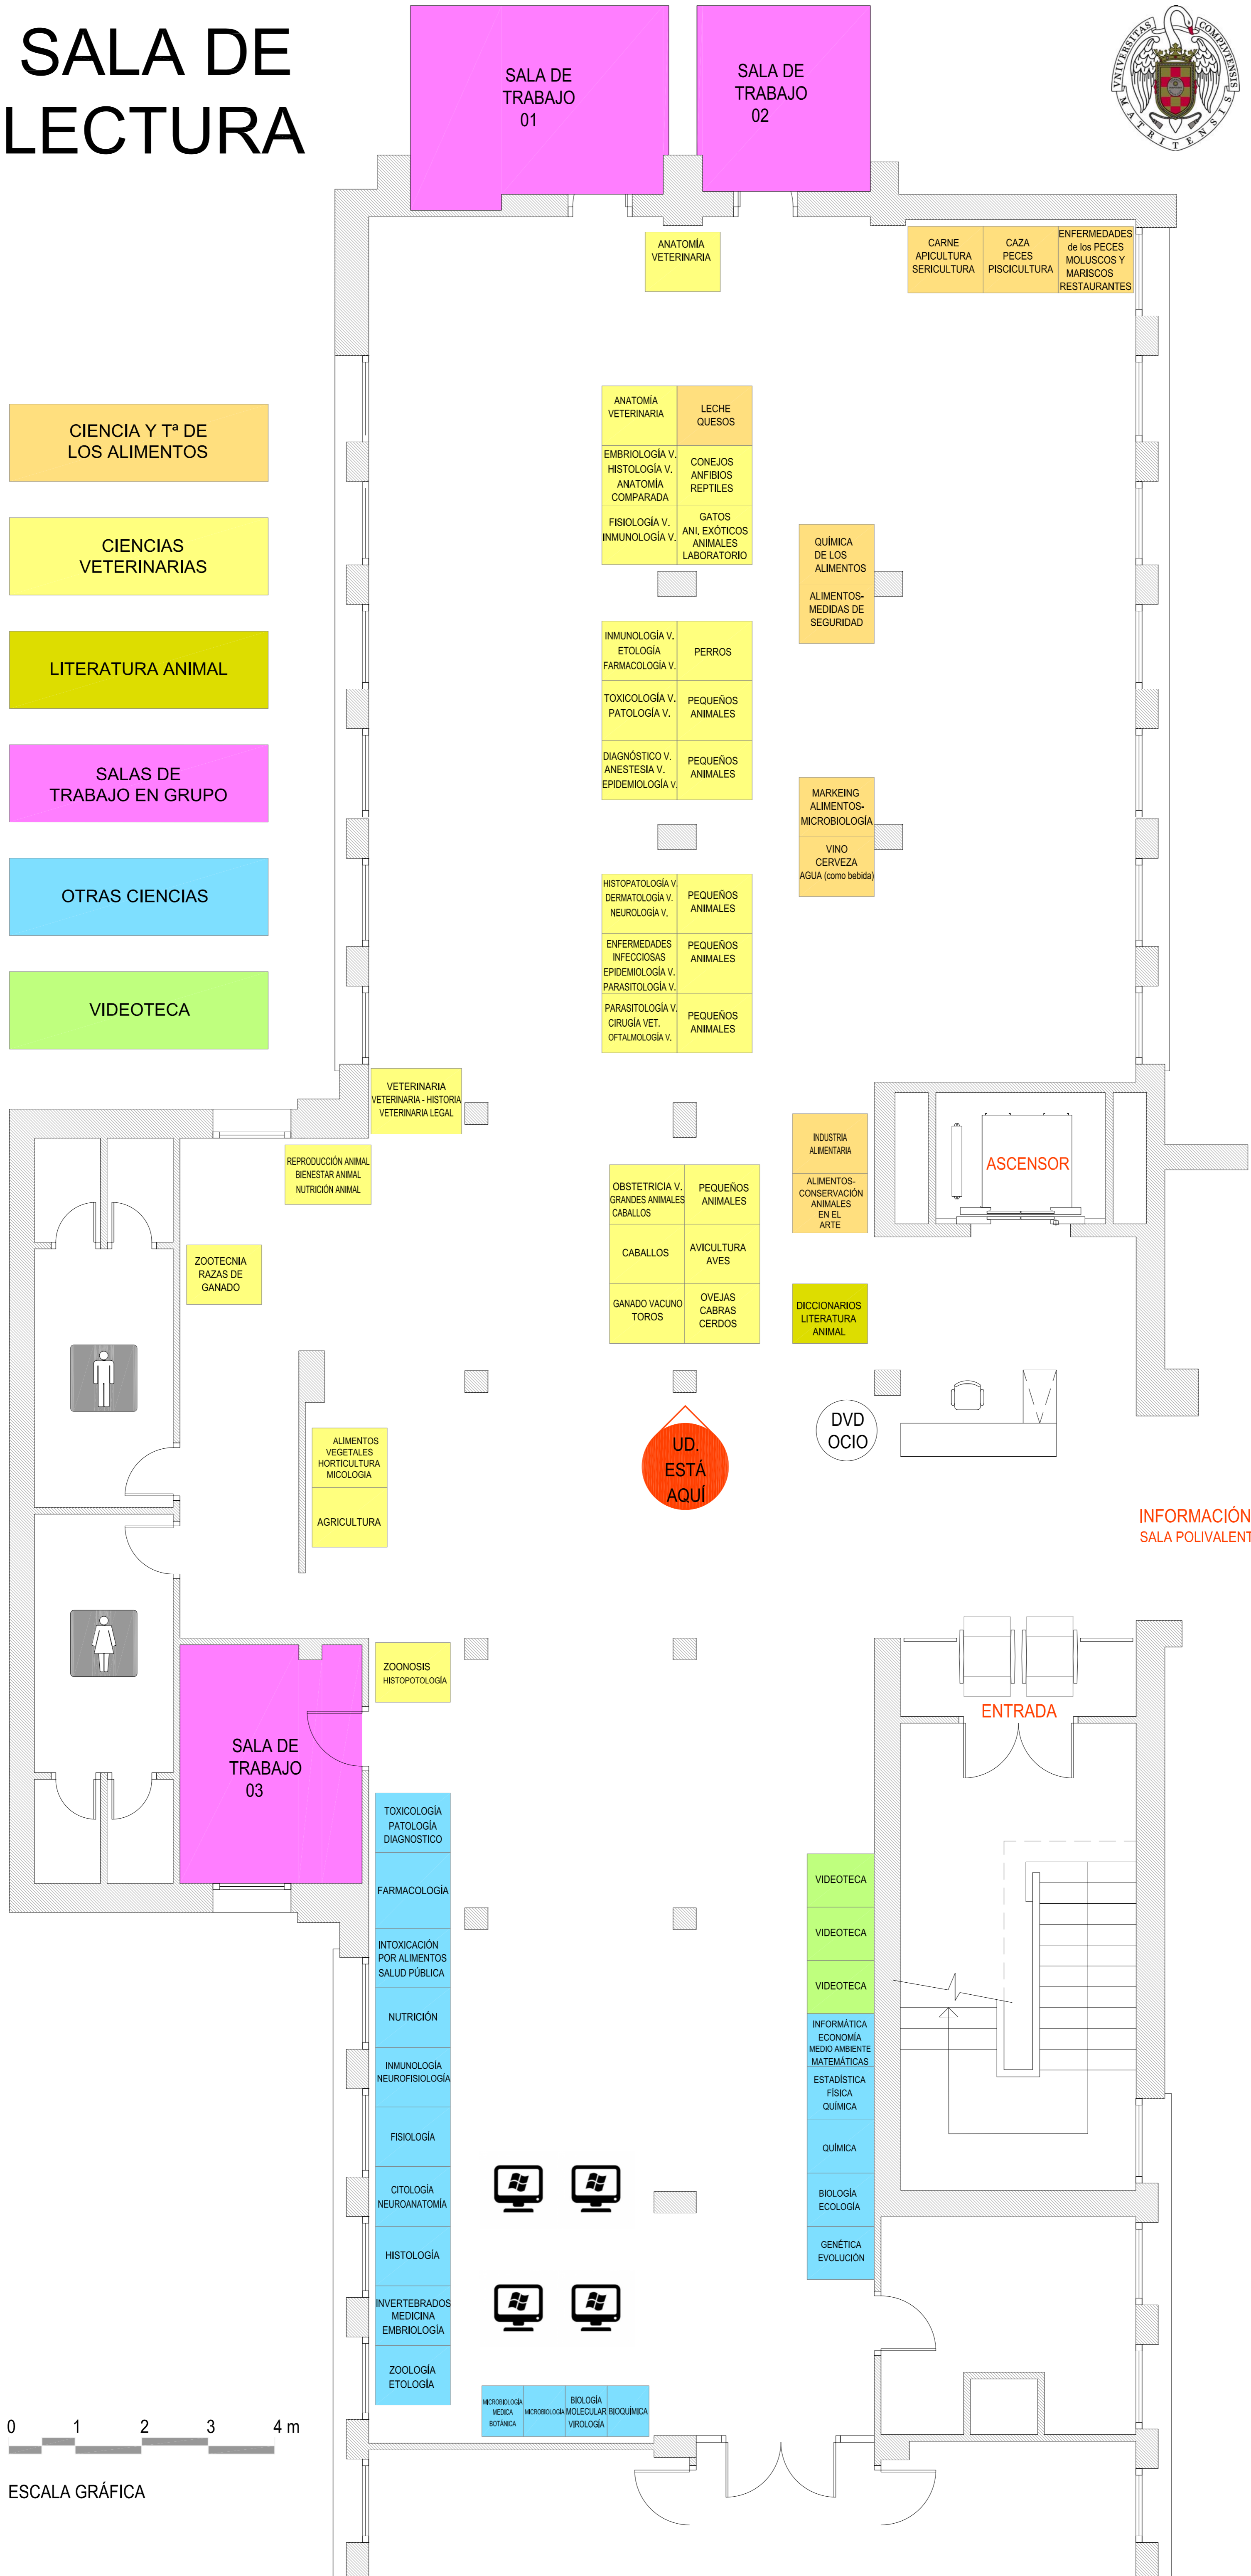 SALA DE
LECTURA
SALA DE
TRABAJO
01
SALA DE
TRABAJO
02
VNIVERSITAS COMPLVTENSIS
MATRITENSIS
ANATOMÍA
VETERINARIA
CARNE
APICULTURA
SERICULTURA
CAZA
PECES
PISCICULTURA
ENFERMEDADES
de los PECES
MOLUSCOS Y
MARISCOS
RESTAURANTES
CIENCIA Y Tª DE
LOS ALIMENTOS
CIENCIAS
VETERINARIAS
LITERATURA ANIMAL
SALAS DE
TRABAJO EN GRUPO
OTRAS CIENCIAS
VIDEOTECA
ANATOMÍA
VETERINARIA
LECHE
QUESOS
EMBRIOLOGÍA V.
HISTOLOGÍA V.
ANATOMÍA
COMPARADA
CONEJOS
ANFIBIOS
REPTILES
FISIOLOGÍA V.
INMUNOLOGÍA V.
GATOS
ANI. EXÓTICOS
ANIMALES
LABORATORIO
QUÍMICA
DE LOS
ALIMENTOS
ALIMENTOS-
MEDIDAS DE
SEGURIDAD
INMUNOLOGÍA V.
ETOLOGÍA
FARMACOLOGÍA V.
PERROS
TOXICOLOGÍA V.
PATOLOGÍA V.
PEQUEÑOS
ANIMALES
DIAGNÓSTICO V.
ANESTESIA V.
EPIDEMIOLOGÍA V.
PEQUEÑOS
ANIMALES
MARKEING
ALIMENTOS-
MICROBIOLOGÍA
VINO
CERVEZA
AGUA (como bebida)
HISTOPATOLOGÍA V.
DERMATOLOGÍA V.
NEUROLOGÍA V.
PEQUEÑOS
ANIMALES
ENFERMEDADES
INFECCIOSAS
EPIDEMIOLOGÍA V.
PARASITOLOGÍA V.
PEQUEÑOS
ANIMALES
PARASITOLOGÍA V.
CIRUGÍA VET.
OFTALMOLOGÍA V.
PEQUEÑOS
ANIMALES
VETERINARIA
VETERINARIA - HISTORIA
VETERINARIA LEGAL
REPRODUCCIÓN ANIMAL
BIENESTAR ANIMAL
NUTRICIÓN ANIMAL
ZOOTECNIA
RAZAS DE
GANADO
OBSTETRICIA V.
GRANDES ANIMALES
CABALLOS
PEQUEÑOS
ANIMALES
CABALLOS
AVICULTURA
AVES
GANADO VACUNO
TOROS
OVEJAS
CABRAS
CERDOS
INDUSTRIA
ALIMENTARIA
ALIMENTOS-
CONSERVACIÓN
ANIMALES
EN EL
ARTE
ASCENSOR
DICCIONARIOS
LITERATURA
ANIMAL
UD.
ESTÁ
AQUÍ
DVD
OCIO
ALIMENTOS
VEGETALES
HORTICULTURA
MICOLOGIA
AGRICULTURA
INFORMACIÓN
SALA POLIVALENT
ZOONOSIS
HISTOPOTOLOGÍA
SALA DE
TRABAJO
03
ENTRADA
TOXICOLOGÍA
PATOLOGÍA
DIAGNOSTICO
FARMACOLOGÍA
INTOXICACIÓN
POR ALIMENTOS
SALUD PÚBLICA
NUTRICIÓN
INMUNOLOGÍA
NEUROFISIOLOGÍA
FISIOLOGÍA
CITOLOGÍA
NEUROANATOMÍA
HISTOLOGÍA
INVERTEBRADOS
MEDICINA
EMBRIOLOGÍA
ZOOLOGÍA
ETOLOGÍA
VIDEOTECA
VIDEOTECA
VIDEOTECA
INFORMÁTICA
ECONOMÍA
MEDIO AMBIENTE
MATEMÁTICAS
ESTADÍSTICA
FÍSICA
QUÍMICA
QUÍMICA
BIOLOGÍA
ECOLOGÍA
GENÉTICA
EVOLUCIÓN
MICROBIOLOGÍA
MEDICA
BOTÁNICA
MICROBIOLOGÍA
BIOLOGÍA
MOLECULAR
VIROLOGÍA
BIOQUÍMICA
0 1 2 3 4 m
ESCALA GRÁFICA